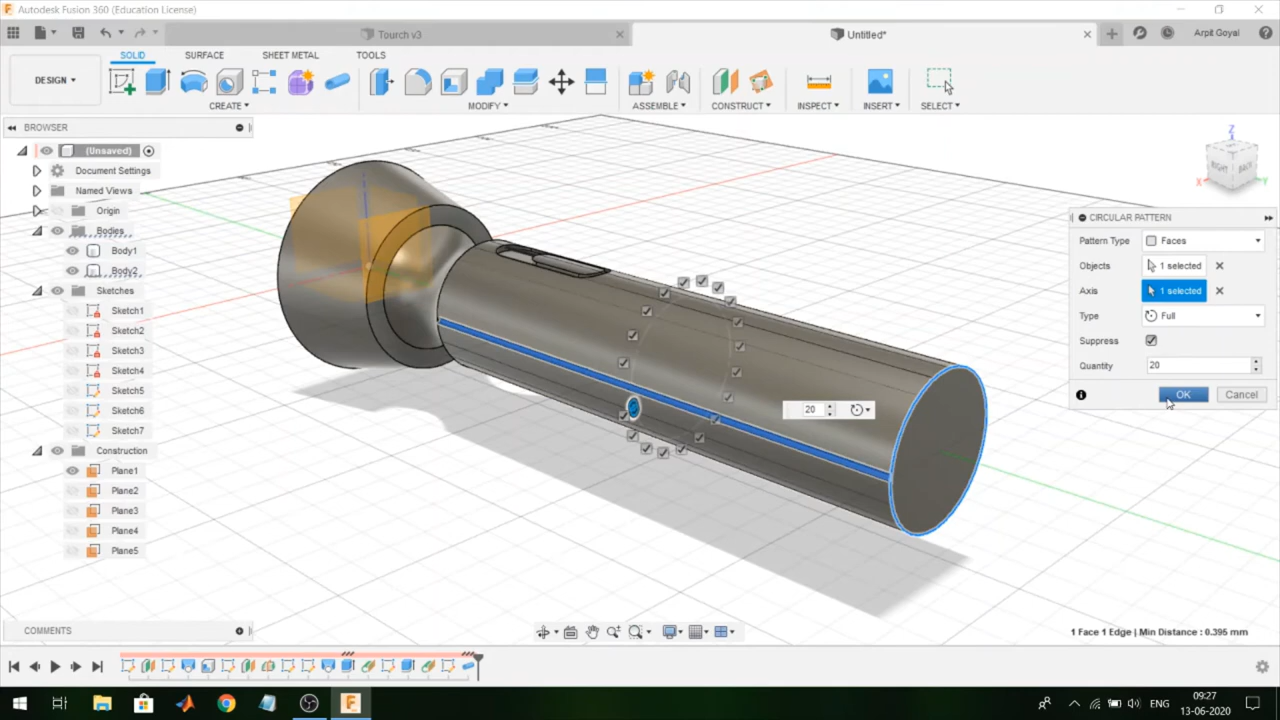 Autodesk Fusion 360 (Education License)
Tourch v3
Untitled*
Arpit Goyal
SOLID SURFACE SHEET METAL TOOLS
DESIGN
CREATE MODIFY ASSEMBLE CONSTRUCT INSPECT INSERT SELECT
BROWSER
(Unsaved)
Document Settings
Named Views
Origin
Bodies
Body1
Body2
Sketches
Sketch1
Sketch2
Sketch3
Sketch4
Sketch5
Sketch6
Sketch7
Construction
Plane1
Plane2
Plane3
Plane4
Plane5
Z
RIGHT BACK
X Y
CIRCULAR PATTERN
Pattern Type Faces
Objects 1 selected
Axis 1 selected
Type Full
Suppress
Quantity 20
OK Cancel
20
COMMENTS
1 Face 1 Edge | Min Distance : 0.395 mm
ENG
09:27
13-06-2020